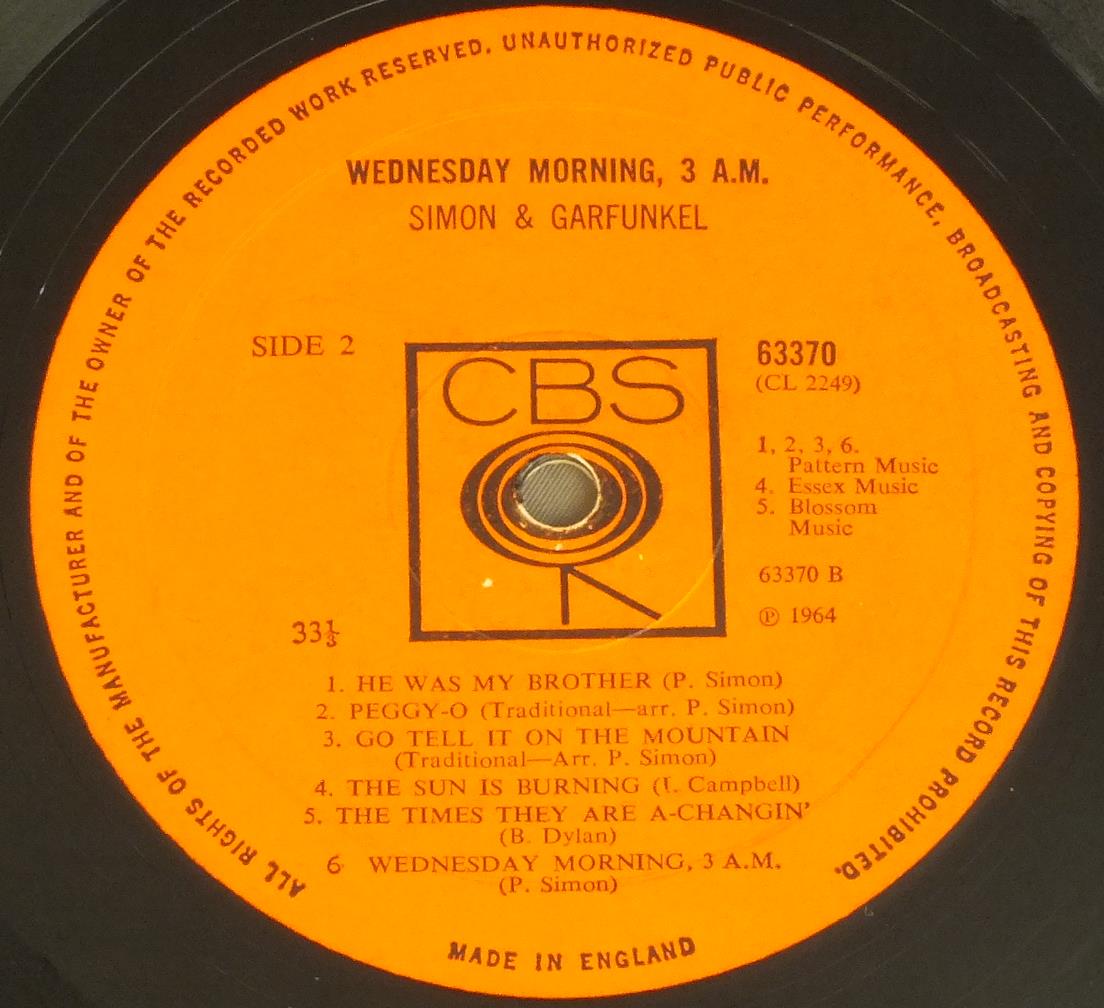 ALL RIGHTS OF THE MANUFACTURER AND OF THE OWNER OF THE RECORDED WORK RESERVED. UNAUTHORIZED PUBLIC PERFORMANCE, BROADCASTING AND COPYING OF THIS RECORD PROHIBITED.
WEDNESDAY MORNING, 3 A.M.
SIMON & GARFUNKEL
SIDE 2
CBS
63370
(CL 2249)
1, 2, 3, 6.
Pattern Music
4. Essex Music
5. Blossom
Music
63370 B
℗ 1964
33⅓
1. HE WAS MY BROTHER (P. Simon)
2. PEGGY-O (Traditional—arr. P. Simon)
3. GO TELL IT ON THE MOUNTAIN
(Traditional—Arr. P. Simon)
4. THE SUN IS BURNING (I. Campbell)
5. THE TIMES THEY ARE A-CHANGIN'
(B. Dylan)
6. WEDNESDAY MORNING, 3 A.M.
(P. Simon)
MADE IN ENGLAND